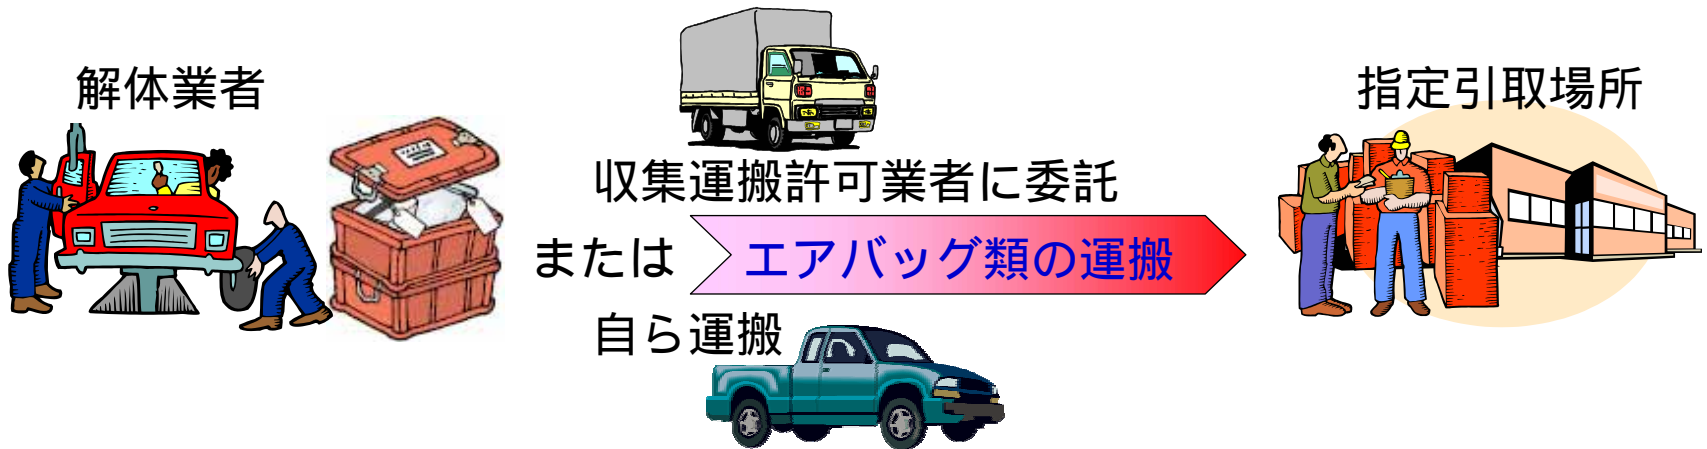 解体業者
収集運搬許可業者に委託
または
エアバッグ類の運搬
自ら運搬
指定引取場所